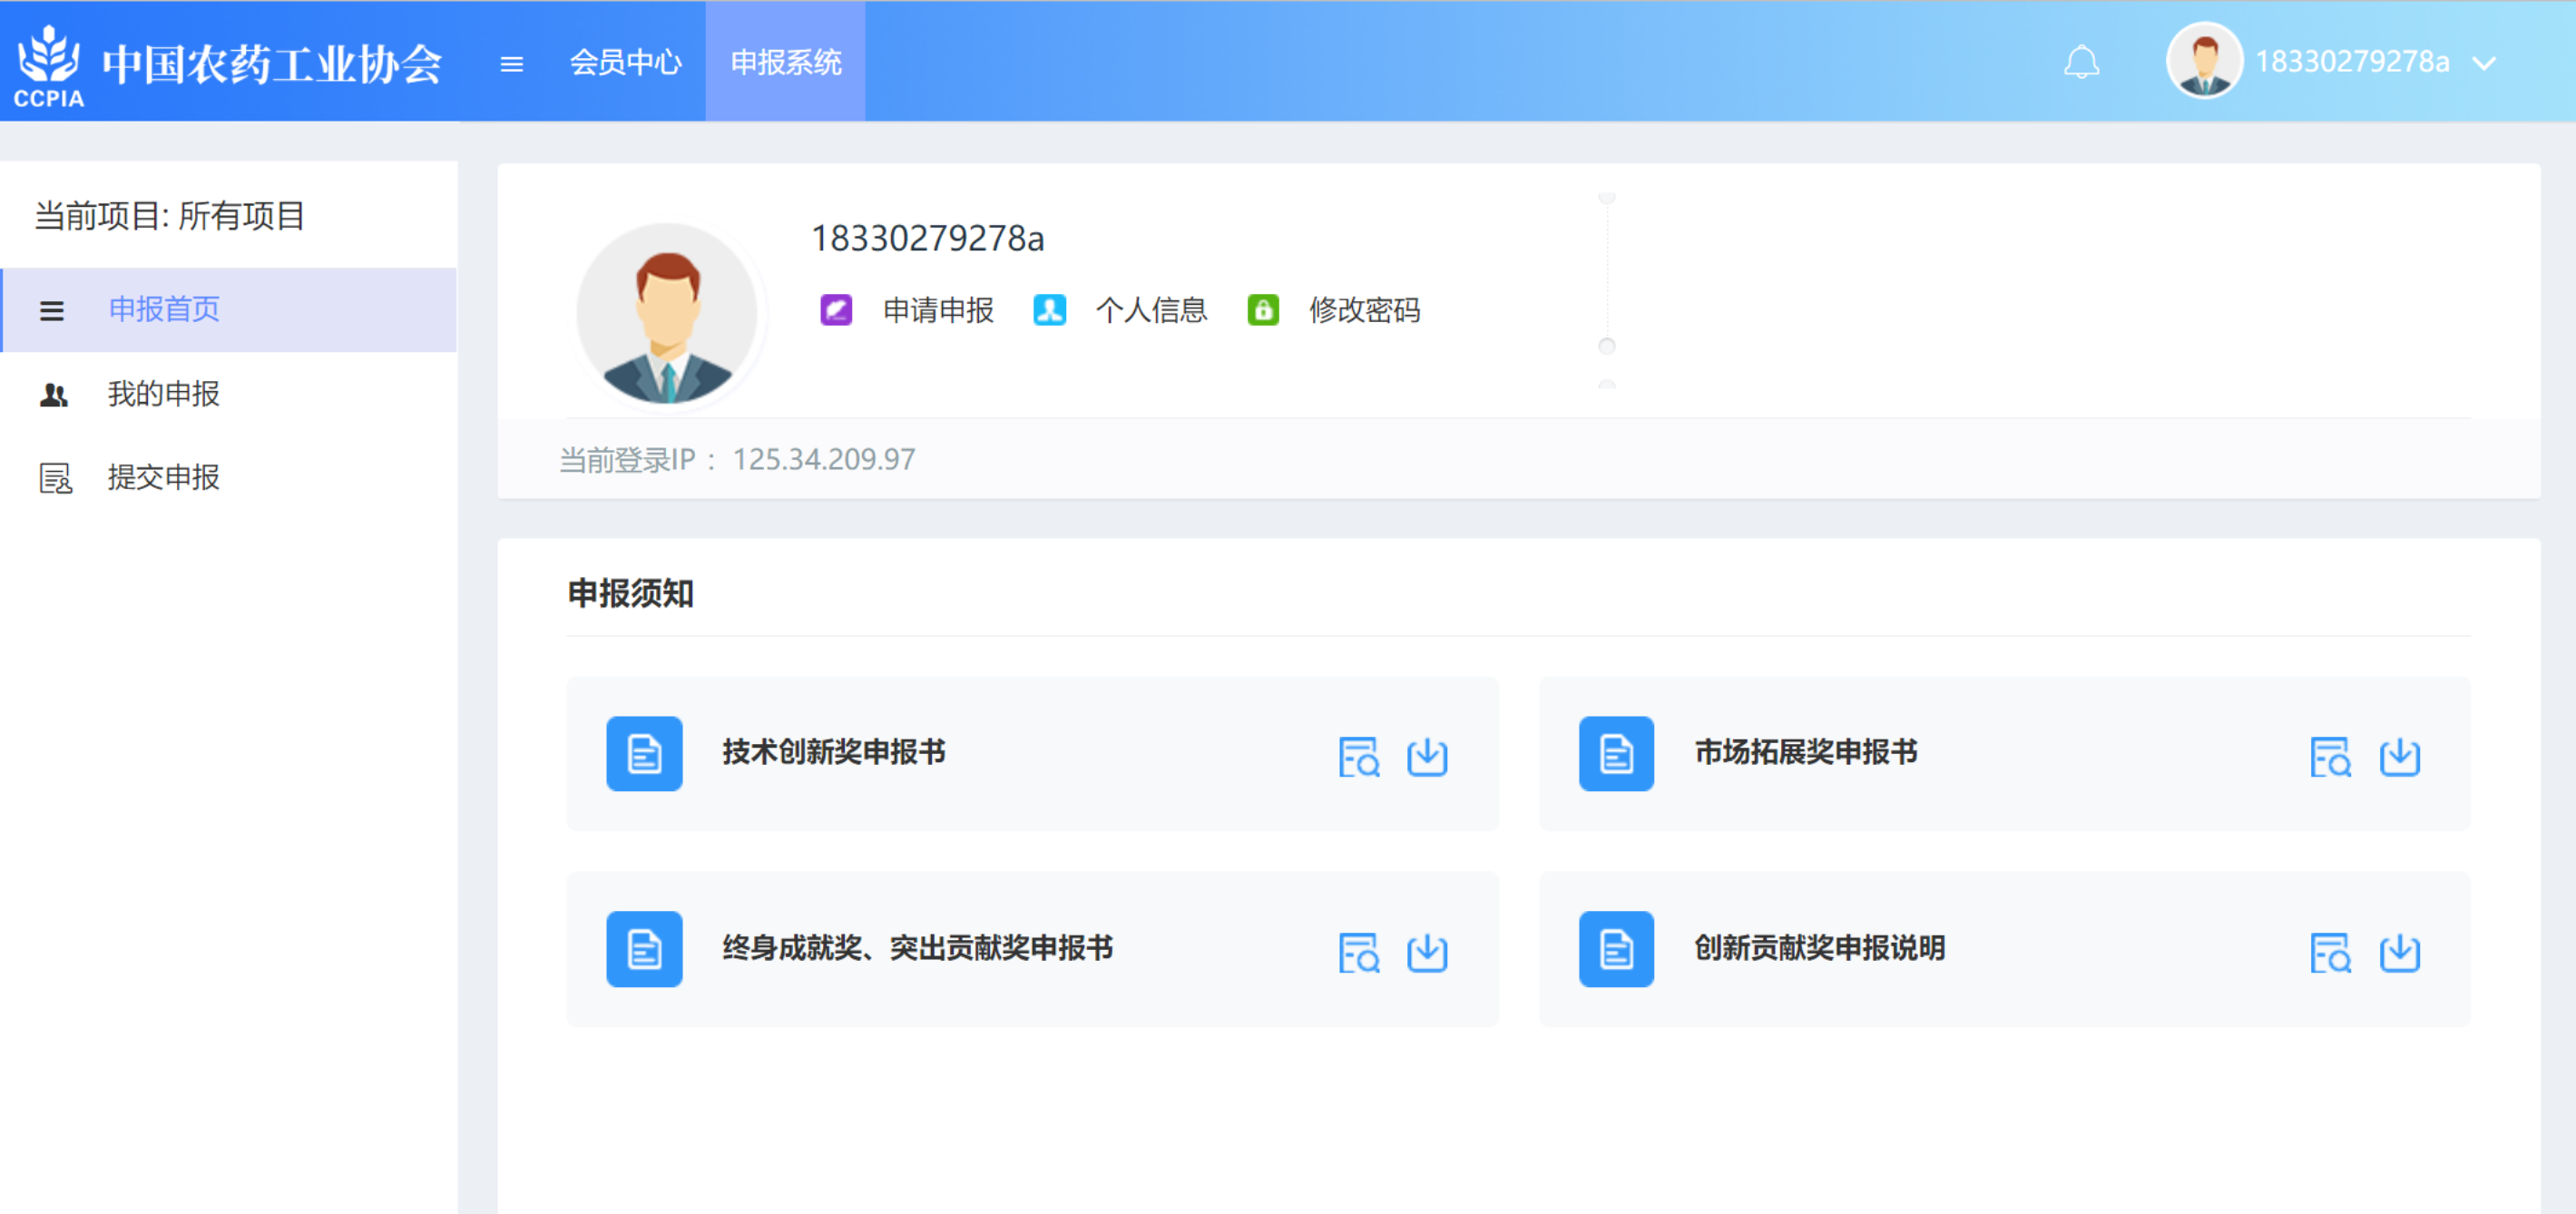 中国农药工业协会
CCPIA
会员中心
申报系统
18330279278a
当前项目: 所有项目
申报首页
我的申报
提交申报
18330279278a
申请申报
个人信息
修改密码
当前登录IP： 125.34.209.97
申报须知
技术创新奖申报书
市场拓展奖申报书
终身成就奖、突出贡献奖申报书
创新贡献奖申报说明